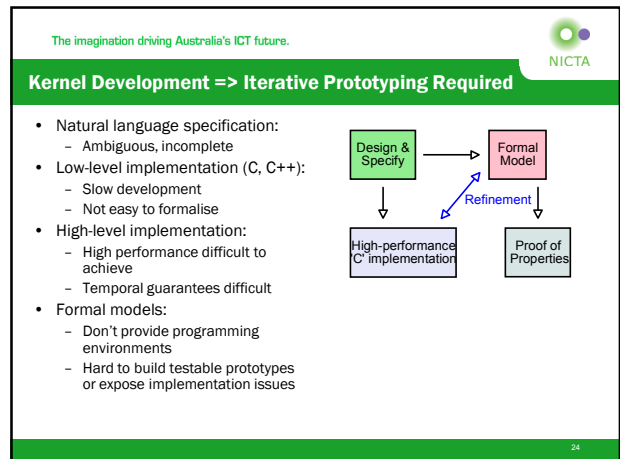 The imagination driving Australia's ICT future.
NICTA
Kernel Development => Iterative Prototyping Required
• Natural language specification:
– Ambiguous, incomplete
• Low-level implementation (C, C++):
– Slow development
– Not easy to formalise
• High-level implementation:
– High performance difficult to
achieve
– Temporal guarantees difficult
• Formal models:
– Don't provide programming
environments
– Hard to build testable prototypes
or expose implementation issues
Design &
Specify
Formal
Model
Refinement
High-performance
'C' implementation
Proof of
Properties
24